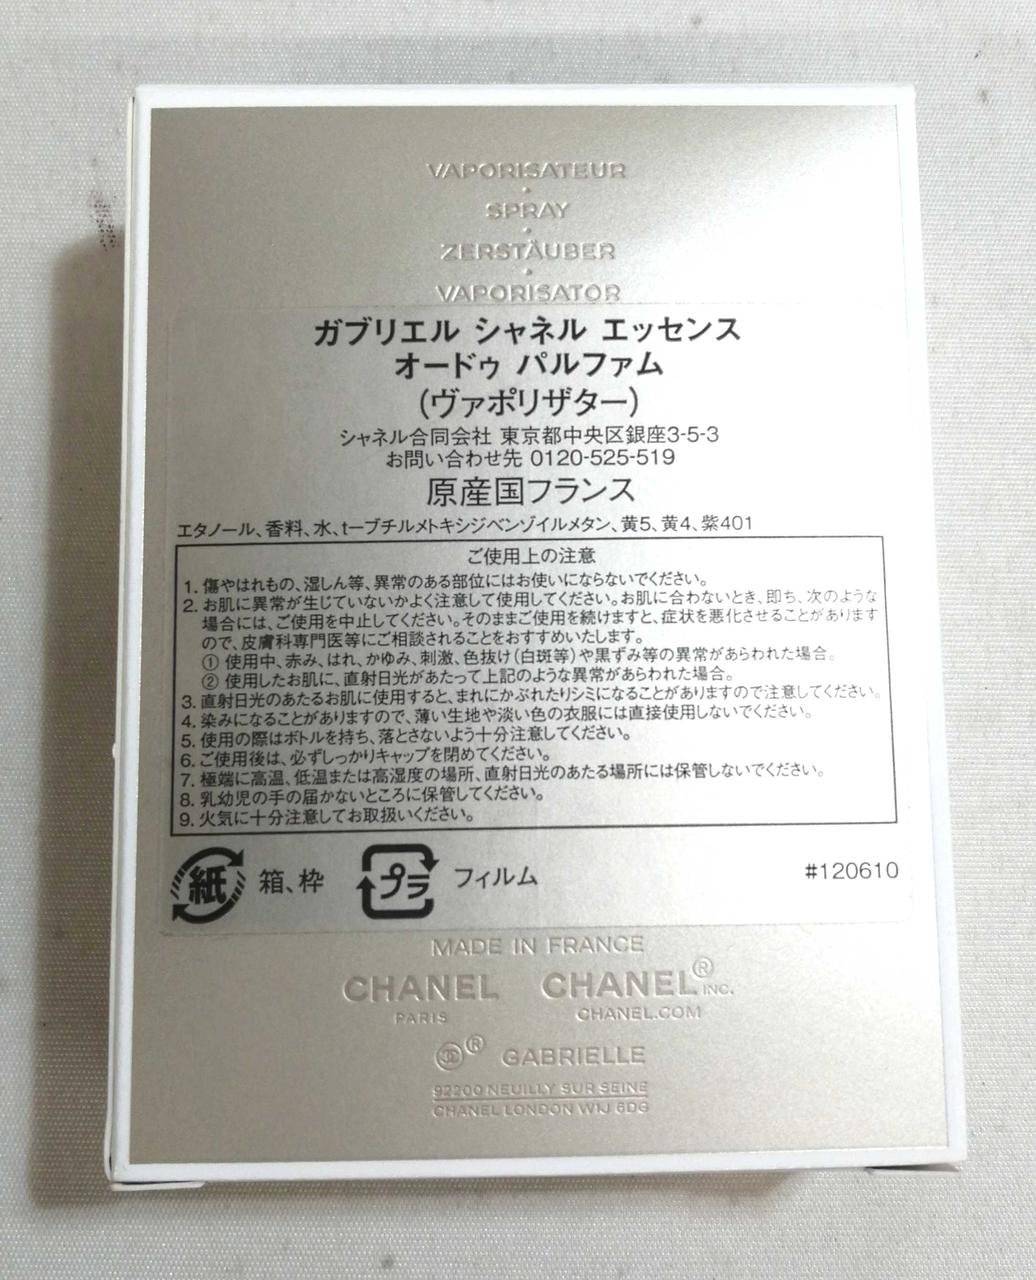 VAPORISATEUR
•
SPRAY
•
ZERSTÄUBER
•
VAPORISATOR
ガブリエル シャネル エッセンス
オードゥ パルファム
(ヴァポリザター)
シャネル合同会社 東京都中央区銀座3-5-3
お問い合わせ先 0120-525-519
原産国フランス
エタノール、香料、水、t-ブチルメトキシジベンゾイルメタン、黄5、黄4、紫401
ご使用上の注意
1. 傷やはれもの、湿しん等、異常のある部位にはお使いにならないでください。
2. お肌に異常が生じていないかよく注意して使用してください。お肌に合わないとき、即ち、次のような
場合には、ご使用を中止してください。そのままご使用を続けますと、症状を悪化させることがあります
ので、皮膚科専門医等にご相談されることをおすすめいたします。
① 使用中、赤み、はれ、かゆみ、刺激、色抜け(白斑等)や黒ずみ等の異常があらわれた場合。
② 使用したお肌に、直射日光があたって上記のような異常があらわれた場合。
3. 直射日光のあたるお肌に使用すると、まれにかぶれたりシミになることがありますので注意してください。
4. 染みになることがありますので、薄い生地や淡い色の衣服には直接使用しないでください。
5. 使用の際はボトルを持ち、落とさないよう十分注意してください。
6. ご使用後は、必ずしっかりキャップを閉めてください。
7. 極端に高温、低温または高湿度の場所、直射日光のあたる場所には保管しないでください。
8. 乳幼児の手の届かないところに保管してください。
9. 火気に十分注意してお取扱いください。
紙 箱、枠 プラ フィルム #120610
MADE IN FRANCE
CHANEL CHANEL® INC.
PARIS CHANEL.COM
® GABRIELLE
92200 NEUILLY SUR SEINE
CHANEL LONDON W1J 6DG